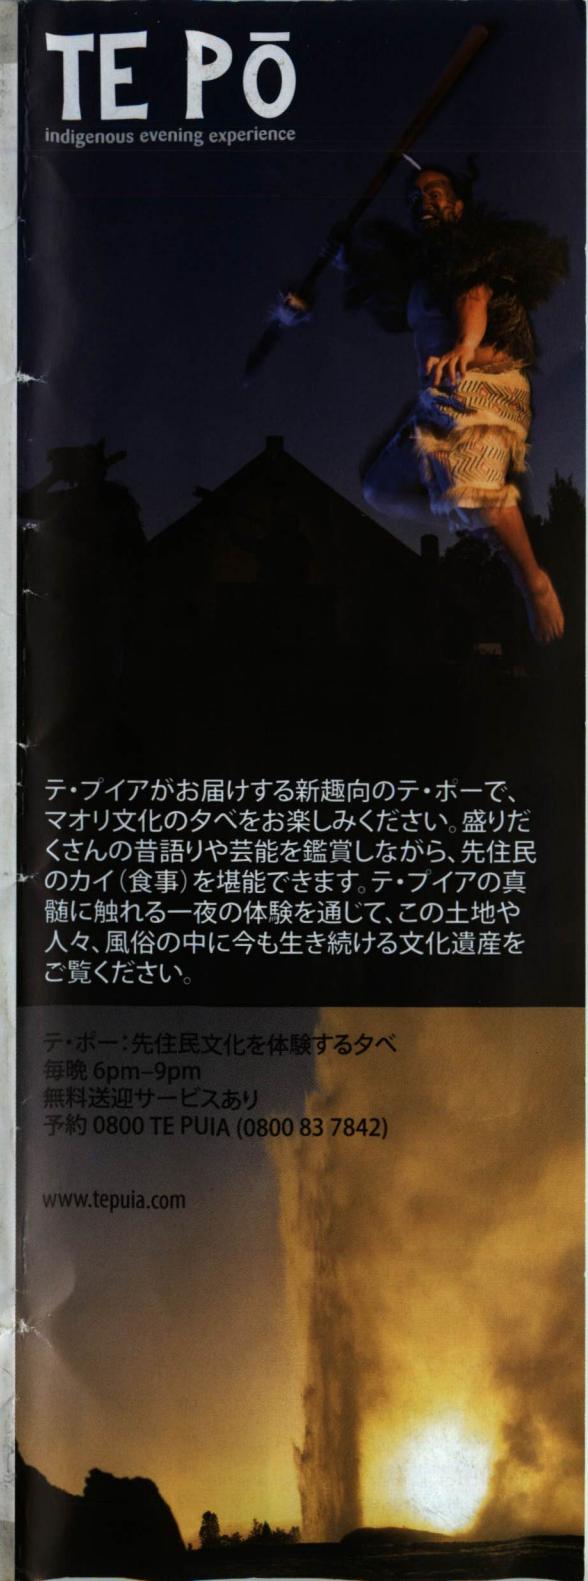 TE PŌ
indigenous evening experience
テ・プイアがお届けする新趣向のテ・ポーで、
マオリ文化の夕べをお楽しみください。盛りだ
くさんの昔語りや芸能を鑑賞しながら、先住民
のカイ（食事）を堪能できます。テ・プイアの真
髄に触れる一夜の体験を通じて、この土地や
人々、風俗の中に今も生き続ける文化遺産を
ご覧ください。
テ・ポー：先住民文化を体験する夕べ
毎晩 6pm–9pm
無料送迎サービスあり
予約 0800 TE PUIA (0800 83 7842)
www.tepuia.com